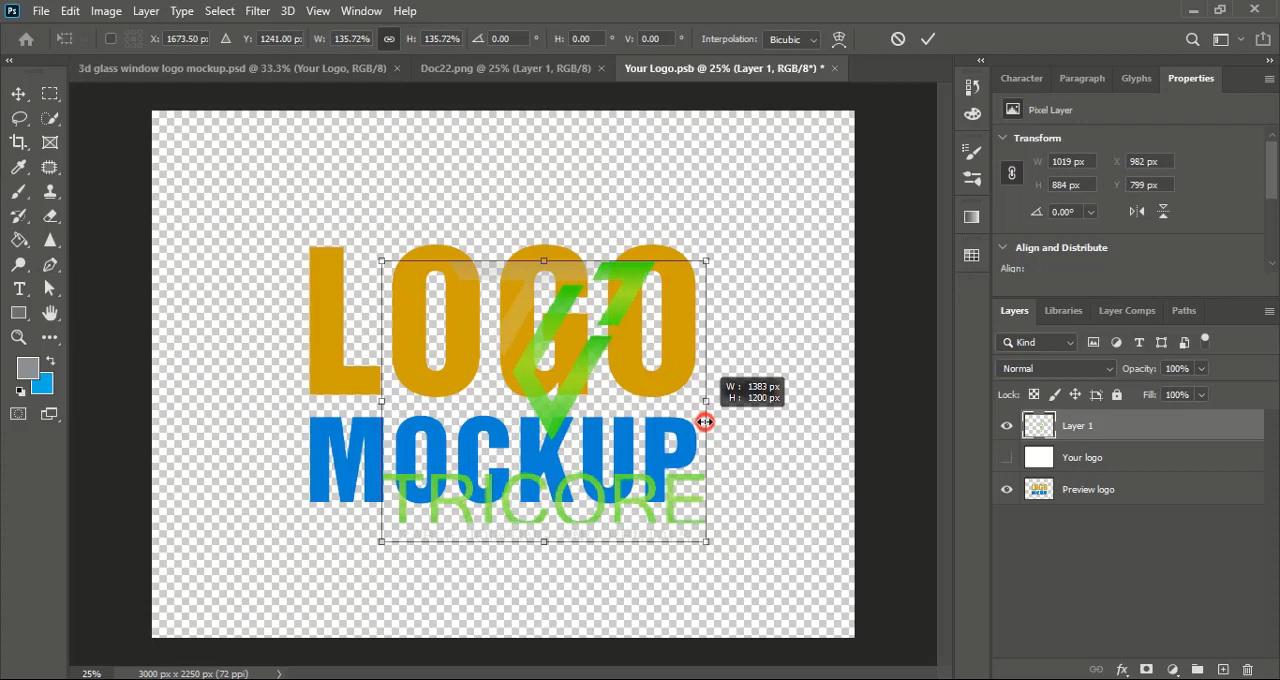 Ps File Edit Image Layer Type Select Filter 3D View Window Help
X: 1673.50 p: Y: 1241.00 p: W: 135.72% H: 135.72% 0.00 ° H: 0.00 ° V: 0.00 ° Interpolation: Bicubic
3d glass window logo mockup.psd @ 33.3% (Your Logo, RGB/8) × Doc22.png @ 25% (Layer 1, RGB/8) × Your Logo.psb @ 25% (Layer 1, RGB/8*) * ×
Character Paragraph Glyphs Properties
Pixel Layer
Transform
W 1019 px X 982 px
H 884 px Y 799 px
0.00°
Align and Distribute
Align:
LOGO
MOCKUP
TRICORE
W: 1383 px
H: 1200 px
Layers Libraries Layer Comps Paths
Kind
Normal Opacity: 100%
Lock: Fill: 100%
Layer 1
Your logo
Preview logo
25% 3000 px x 2250 px (72 ppi)